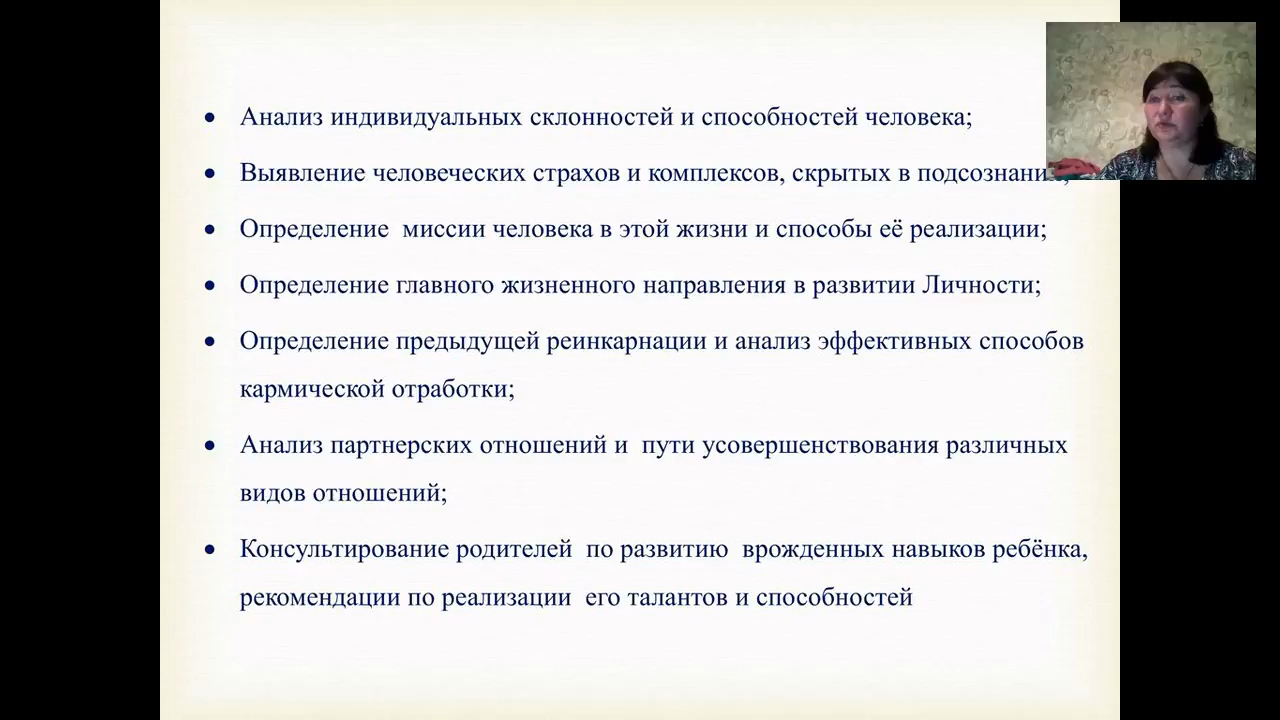 Анализ индивидуальных склонностей и способностей человека;
Выявление человеческих страхов и комплексов, скрытых в
Определение миссии человека в этой жизни и способы её реализации;
Определение главного жизненного направления в развитии Личности;
Определение предыдущей реинкарнации и анализ эффективных способов
кармической отработки;
Анализ партнерских отношений и пути усовершенствования различных
видов отношений;
Консультирование родителей по развитию врожденных навыков ребёнка,
рекомендации по реализации его талантов и способностей